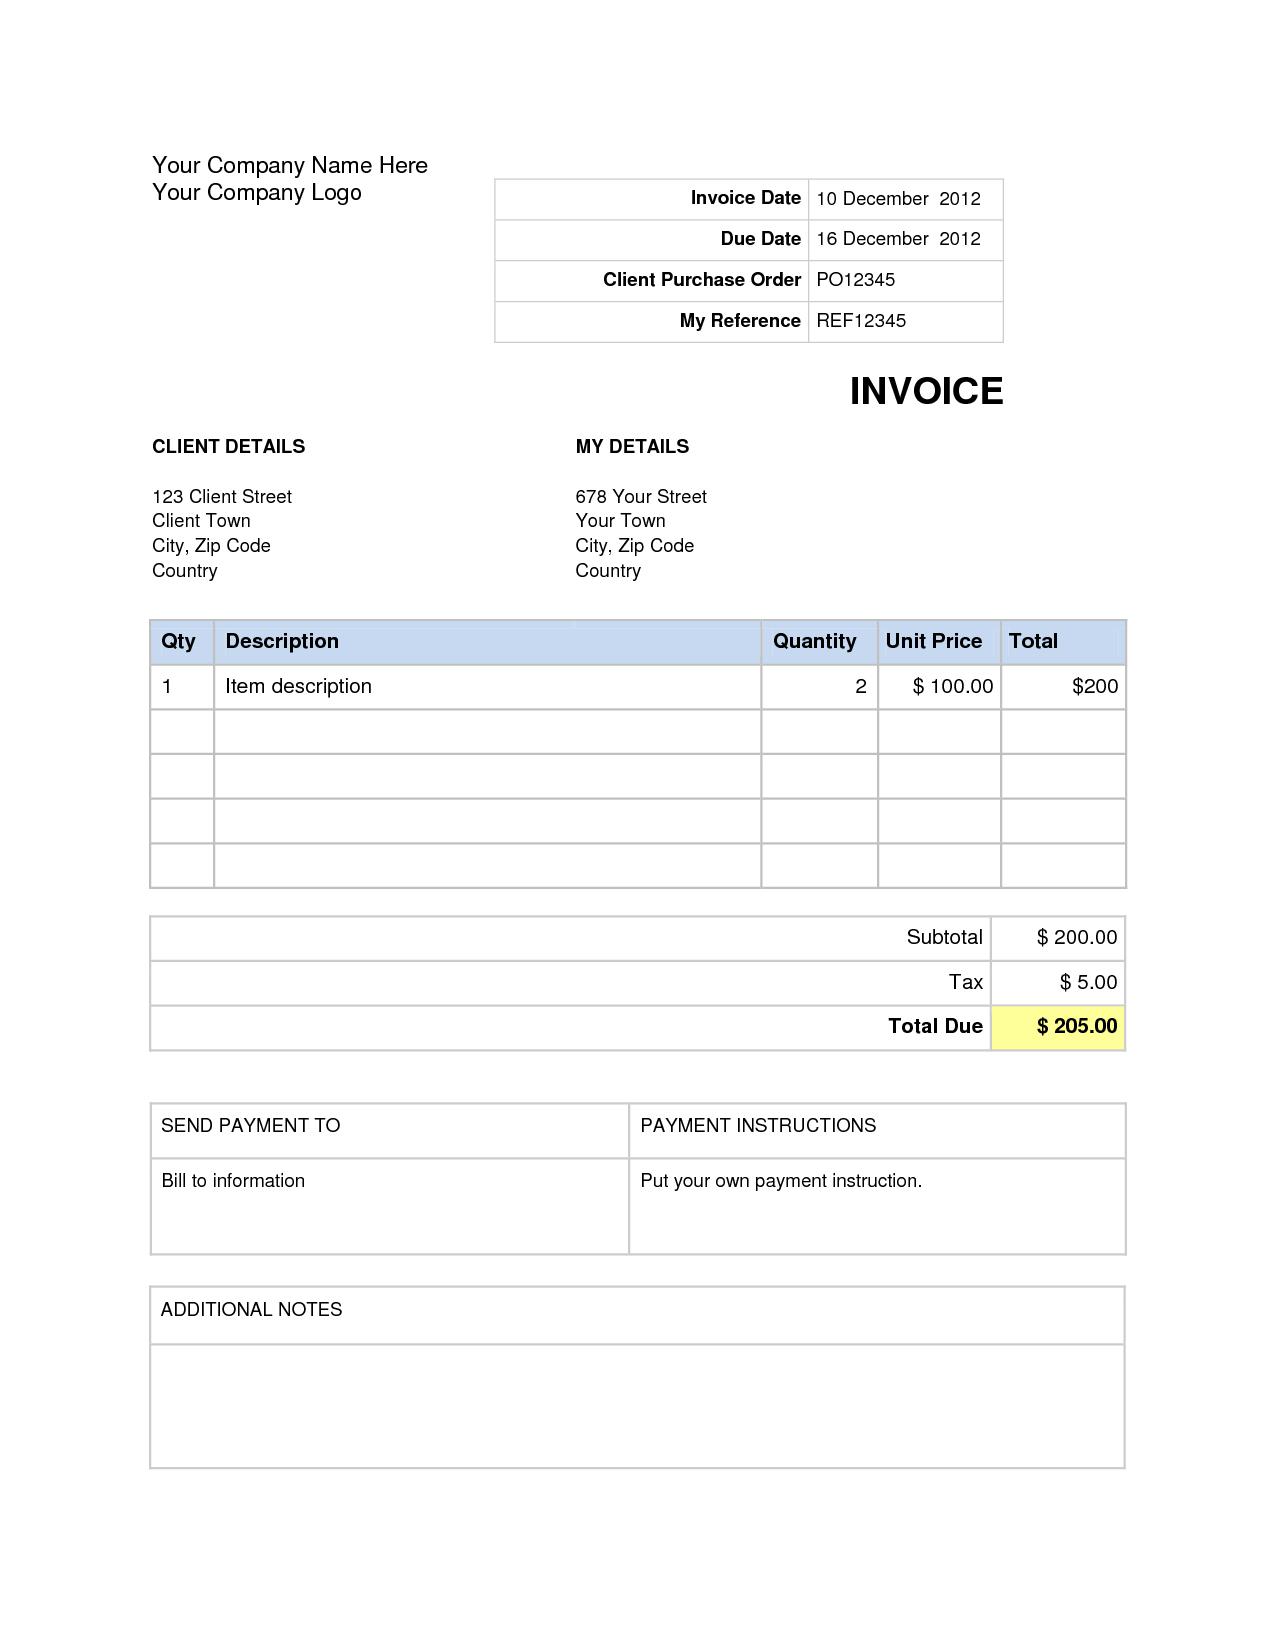 Your Company Name Here
Your Company Logo
Invoice Date 10 December 2012
Due Date 16 December 2012
Client Purchase Order PO12345
My Reference REF12345
INVOICE
CLIENT DETAILS
123 Client Street
Client Town
City, Zip Code
Country
MY DETAILS
678 Your Street
Your Town
City, Zip Code
Country
Qty Description Quantity Unit Price Total
1 Item description 2 $ 100.00 $200
Subtotal $ 200.00
Tax $ 5.00
Total Due $ 205.00
SEND PAYMENT TO
Bill to information
PAYMENT INSTRUCTIONS
Put your own payment instruction.
ADDITIONAL NOTES